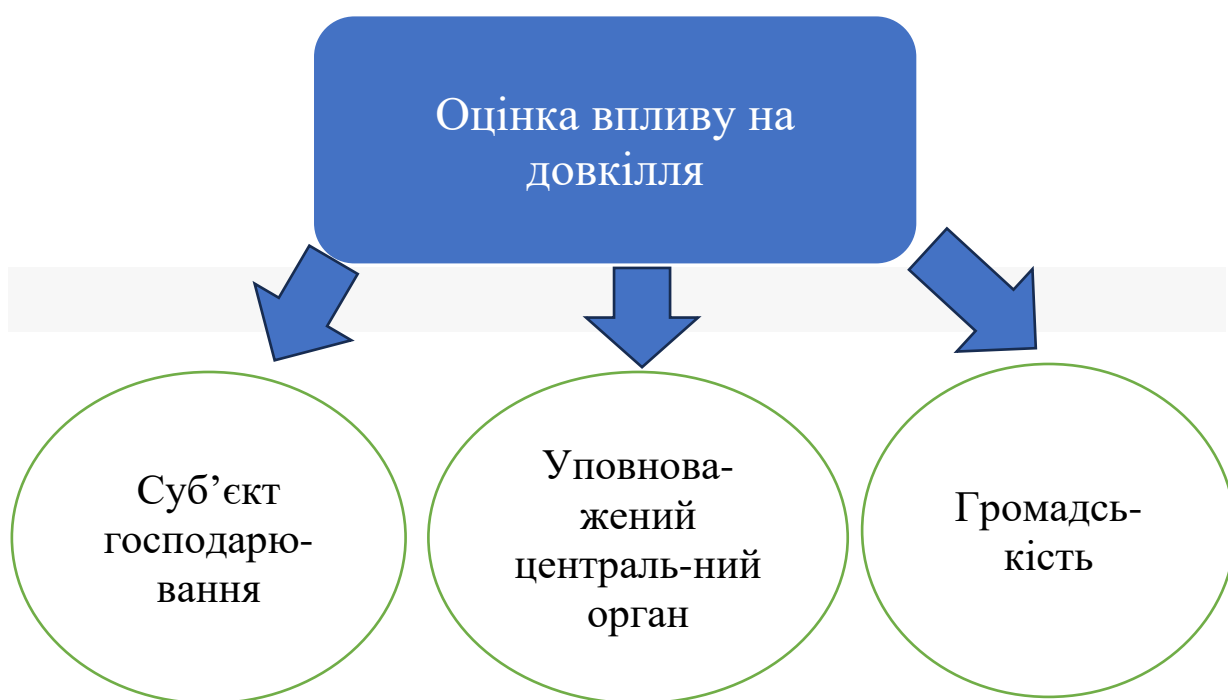 Оцінка впливу на
довкілля
Суб’єкт
господарю-
вання
Уповнова-
жений
централь-ний
орган
Громадсь-
кість